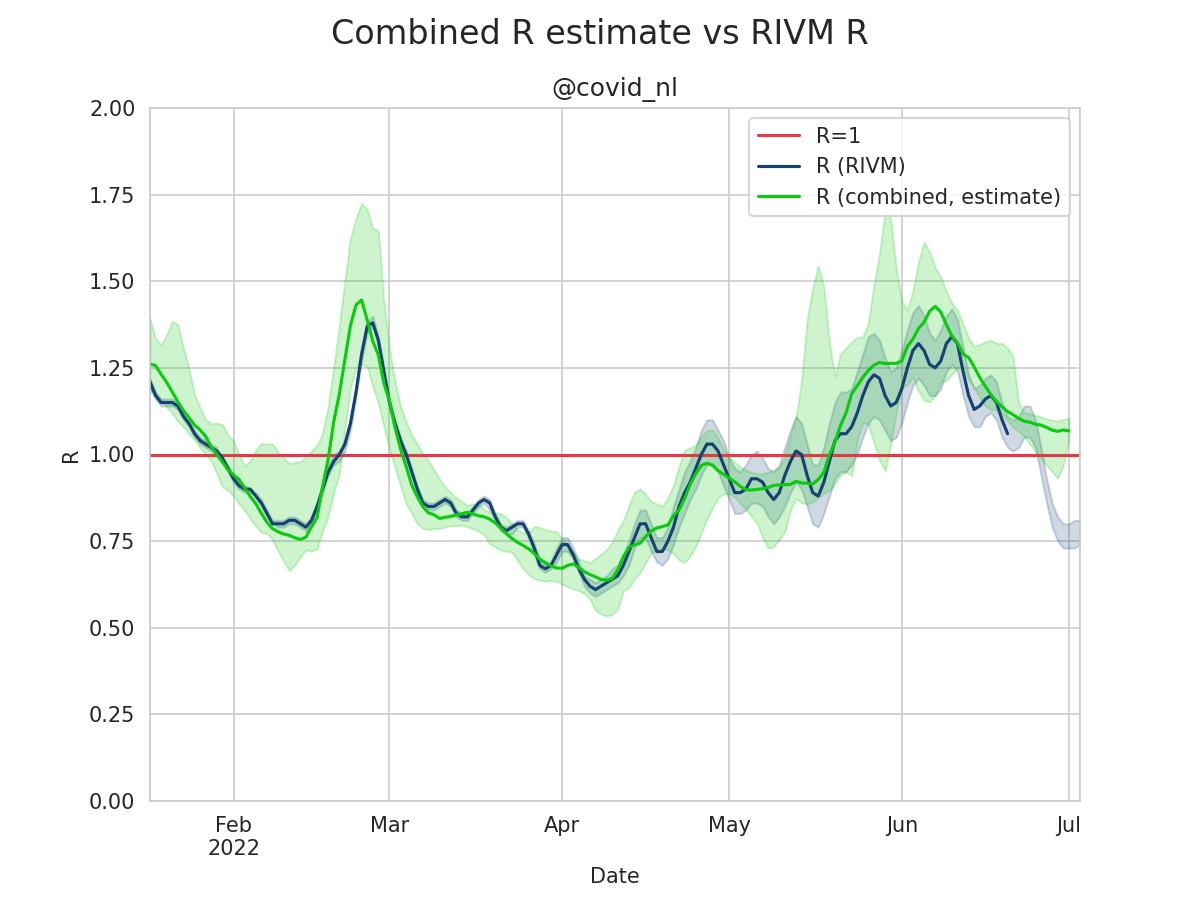 Combined R estimate vs RIVM R
@covid_nl
R=1
R (RIVM)
R (combined, estimate)
2.00
1.75
1.50
1.25
1.00
0.75
0.50
0.25
0.00
R
Feb Mar Apr May Jun Jul
2022
Date